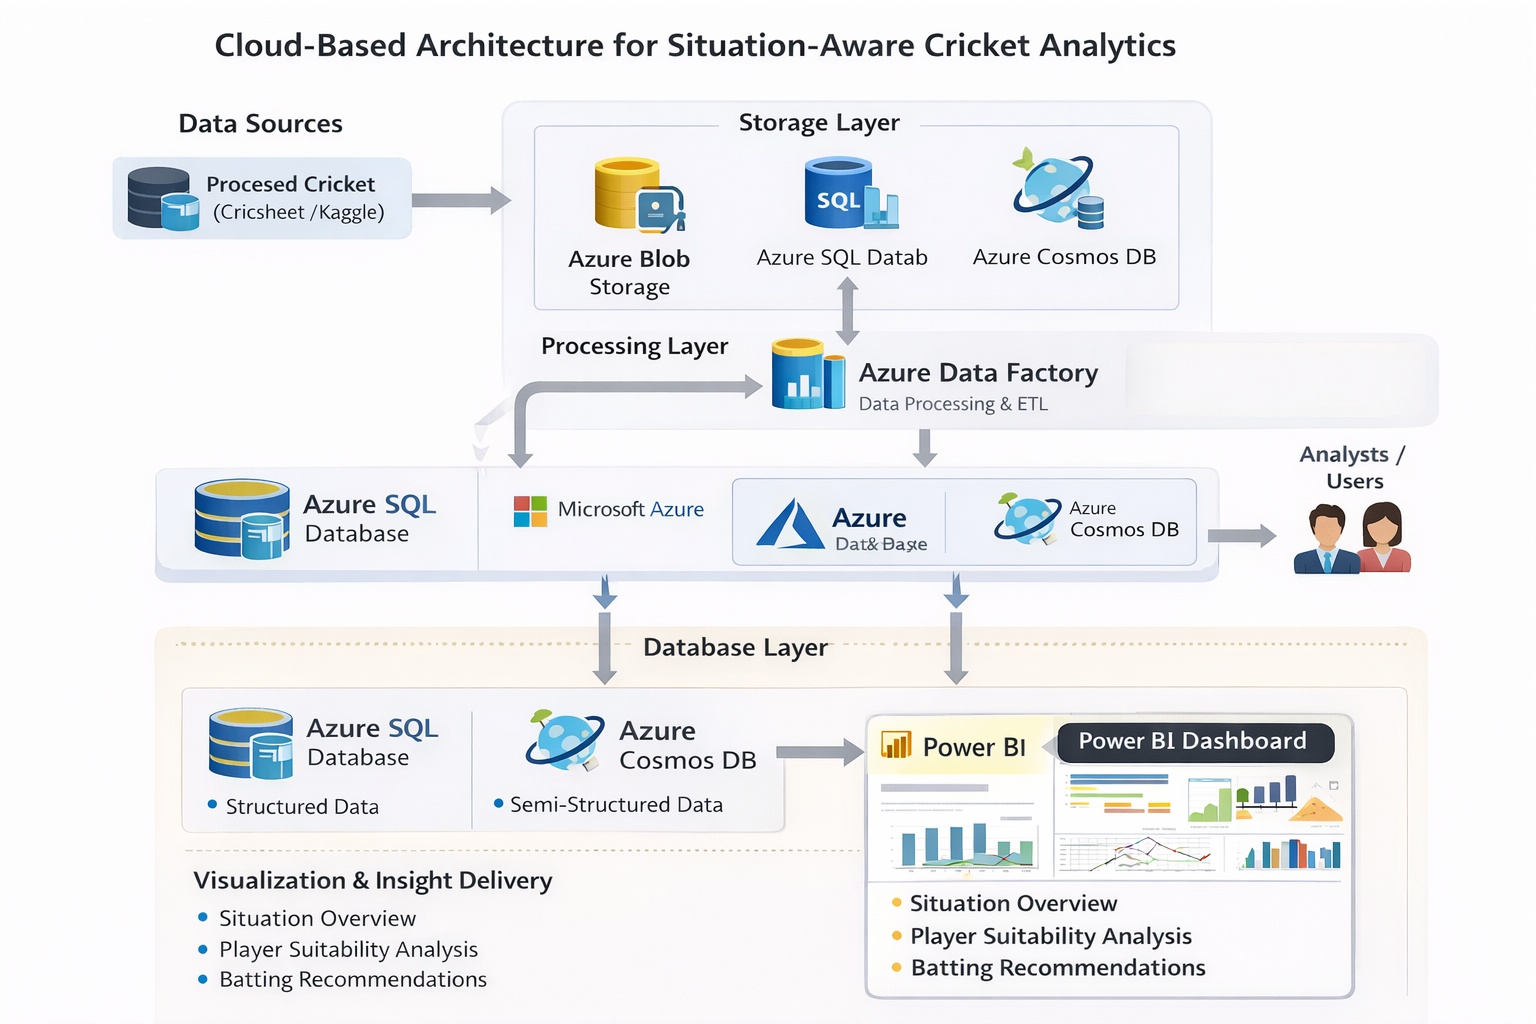 Cloud-Based Architecture for Situation-Aware Cricket Analytics
Data Sources
Procesed Cricket
(Cricsheet /Kaggle)
Storage Layer
SQL
Azure Blob
Storage
Azure SQL Datab
Azure Cosmos DB
Processing Layer
Azure Data Factory
Data Processing & ETL
Analysts /
Users
Azure SQL
Database
Microsoft Azure
Azure
Azure
Cosmos DB
Database Layer
Azure SQL
Database
Structured Data
Azure
Cosmos DB
Semi-Structured Data
Power BI
Power BI Dashboard
Visualization & Insight Delivery
Situation Overview
Player Suitability Analysis
Batting Recommendations
Situation Overview
Player Suitability Analysis
Batting Recommendations